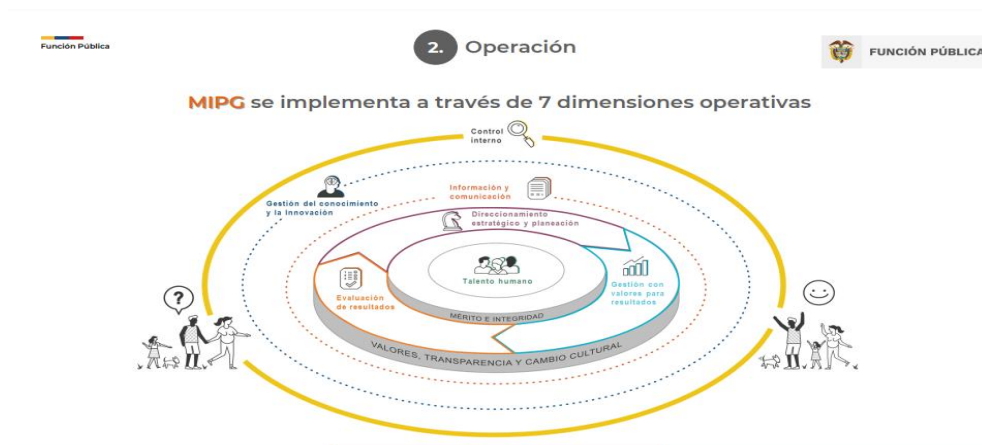 Función Pública
2. Operación
FUNCIÓN PÚBLICA
MIPG se implementa a través de 7 dimensiones operativas
Control
interno
Gestión del conocimiento
y la Innovación
Información y
comunicación
Direccionamiento
estratégico y planeación
Talento humano
Gestión con
valores para
resultados
Evaluación
de resultados
MÉRITO E INTEGRIDAD
VALORES, TRANSPARENCIA Y CAMBIO CULTURAL
?